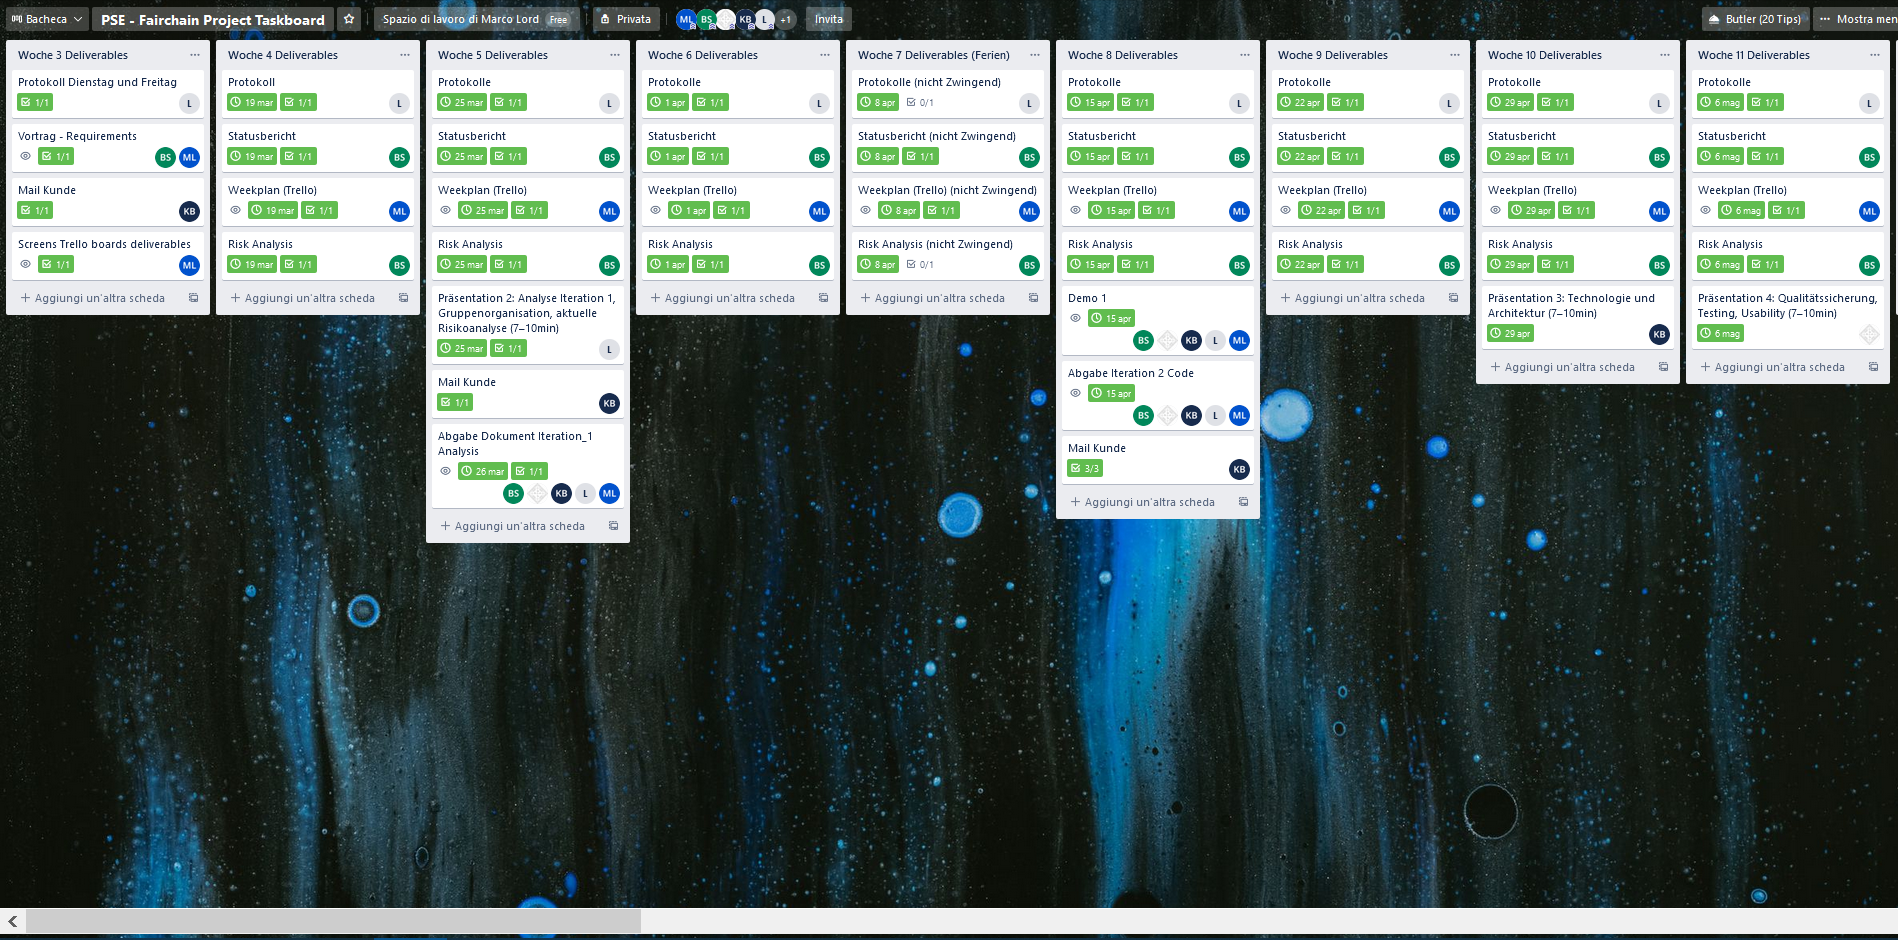 Bacheca
PSE - Fairchain Project Taskboard
Spazio di lavoro di Marco Lord Free
Privata
ML BS KB L +1
Invita
Butler (20 Tips)
Mostra men
Woche 3 Deliverables
Protokoll Dienstag und Freitag
1/1
L
Vortrag - Requirements
1/1
BS ML
Mail Kunde
1/1
KB
Screens Trello boards deliverables
1/1
ML
+ Aggiungi un'altra scheda
Woche 4 Deliverables
Protokoll
19 mar 1/1
L
Statusbericht
19 mar 1/1
BS
Weekplan (Trello)
19 mar 1/1
ML
Risk Analysis
19 mar 1/1
BS
+ Aggiungi un'altra scheda
Woche 5 Deliverables
Protokolle
25 mar 1/1
L
Statusbericht
25 mar 1/1
BS
Weekplan (Trello)
25 mar 1/1
ML
Risk Analysis
25 mar 1/1
BS
Präsentation 2: Analyse Iteration 1,
Gruppenorganisation, aktuelle
Risikoanalyse (7–10min)
25 mar 1/1
L
Mail Kunde
1/1
KB
Abgabe Dokument Iteration_1
Analysis
26 mar 1/1
BS KB L ML
+ Aggiungi un'altra scheda
Woche 6 Deliverables
Protokolle
1 apr 1/1
L
Statusbericht
1 apr 1/1
BS
Weekplan (Trello)
1 apr 1/1
ML
Risk Analysis
1 apr 1/1
BS
+ Aggiungi un'altra scheda
Woche 7 Deliverables (Ferien)
Protokolle (nicht Zwingend)
8 apr 0/1
L
Statusbericht (nicht Zwingend)
8 apr 1/1
BS
Weekplan (Trello) (nicht Zwingend)
8 apr 1/1
ML
Risk Analysis (nicht Zwingend)
8 apr 0/1
BS
+ Aggiungi un'altra scheda
Woche 8 Deliverables
Protokolle
15 apr 1/1
L
Statusbericht
15 apr 1/1
BS
Weekplan (Trello)
15 apr 1/1
ML
Risk Analysis
15 apr 1/1
BS
Demo 1
15 apr
BS KB L ML
Abgabe Iteration 2 Code
15 apr
BS KB L ML
Mail Kunde
3/3
KB
+ Aggiungi un'altra scheda
Woche 9 Deliverables
Protokolle
22 apr 1/1
L
Statusbericht
22 apr 1/1
BS
Weekplan (Trello)
22 apr 1/1
ML
Risk Analysis
22 apr 1/1
BS
+ Aggiungi un'altra scheda
Woche 10 Deliverables
Protokolle
29 apr 1/1
L
Statusbericht
29 apr 1/1
BS
Weekplan (Trello)
29 apr 1/1
ML
Risk Analysis
29 apr 1/1
BS
Präsentation 3: Technologie und
Architektur (7–10min)
29 apr
KB
+ Aggiungi un'altra scheda
Woche 11 Deliverables
Protokolle
6 mag 1/1
L
Statusbericht
6 mag 1/1
BS
Weekplan (Trello)
6 mag 1/1
ML
Risk Analysis
6 mag 1/1
BS
Präsentation 4: Qualitätssicherung,
Testing, Usability (7–10min)
6 mag
+ Aggiungi un'altra scheda